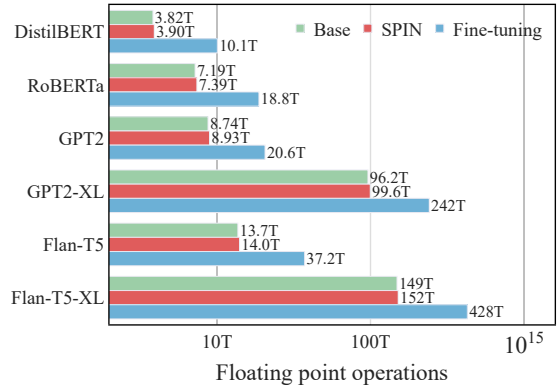 Base SPIN Fine-tuning
DistilBERT
3.82T
3.90T
10.1T
RoBERTa
7.19T
7.39T
18.8T
GPT2
8.74T
8.93T
20.6T
GPT2-XL
96.2T
99.6T
242T
Flan-T5
13.7T
14.0T
37.2T
Flan-T5-XL
149T
152T
428T
10T 100T 10¹⁵
Floating point operations